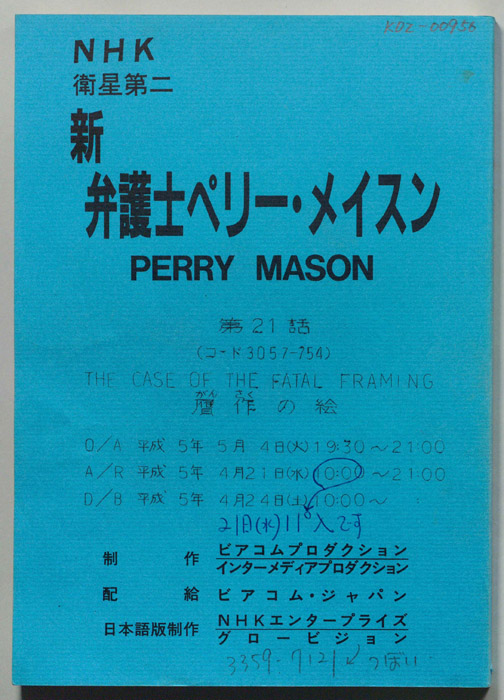 KDZ-00956
NHK
衛星第二
新
弁護士ペリー・メイスン
PERRY MASON
第21話
(コード3057-754)
THE CASE OF THE FATAL FRAMING
がん さく
贋作の絵
O/A 平成 5年 5月 4日(火)19:30～21:00
A/R 平成 5年 4月21日(水)10:00～21:00
D/B 平成 5年 4月24日(土)10:00～
21日(水)11°入です
制作 ビアコムプロダクション
インターメディアプロダクション
配給 ビアコム・ジャパン
日本語版制作 NHKエンタープライズ
グロービジョン
3359-7121